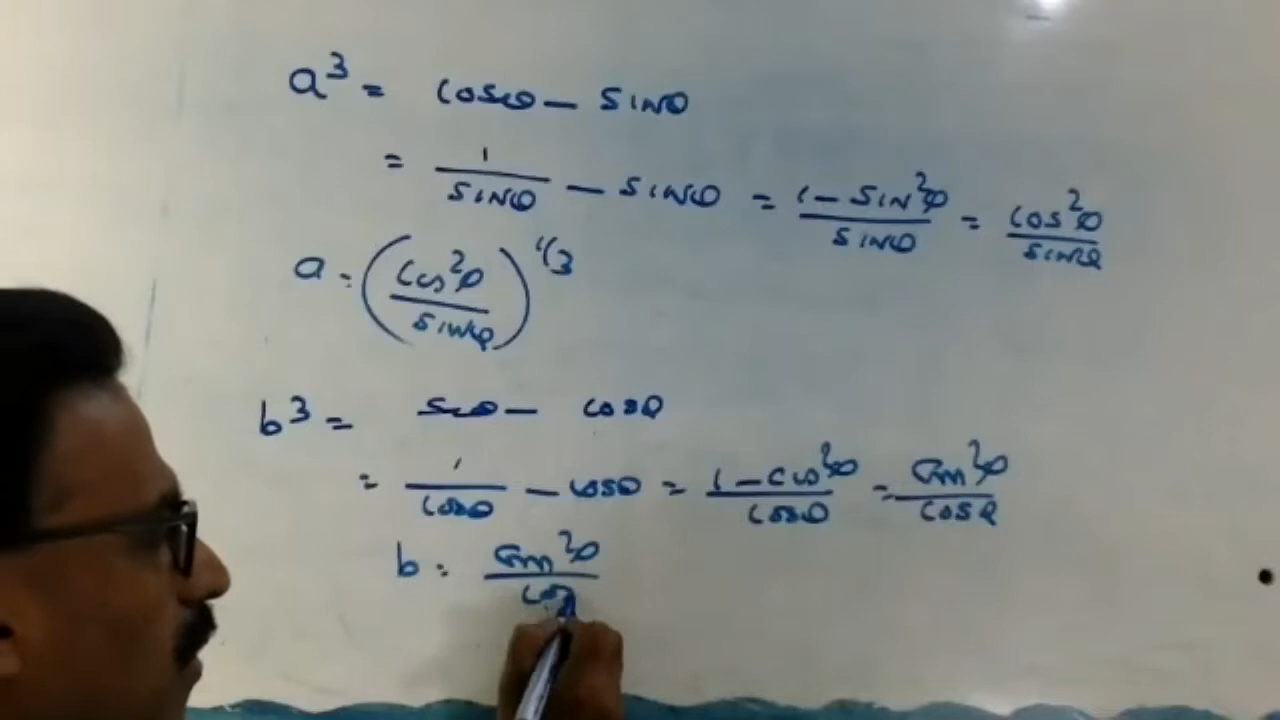 a³ = cosecθ − sinθ
= 1/sinθ − sinθ = (1 − sin²θ)/sinθ = cos²θ/sinθ
a = (cos²θ/sinθ)^(1/3)
b³ = secθ − cosθ
= 1/cosθ − cosθ = (1 − cos²θ)/cosθ = sin²θ/cosθ
b = sin²θ/cosθ